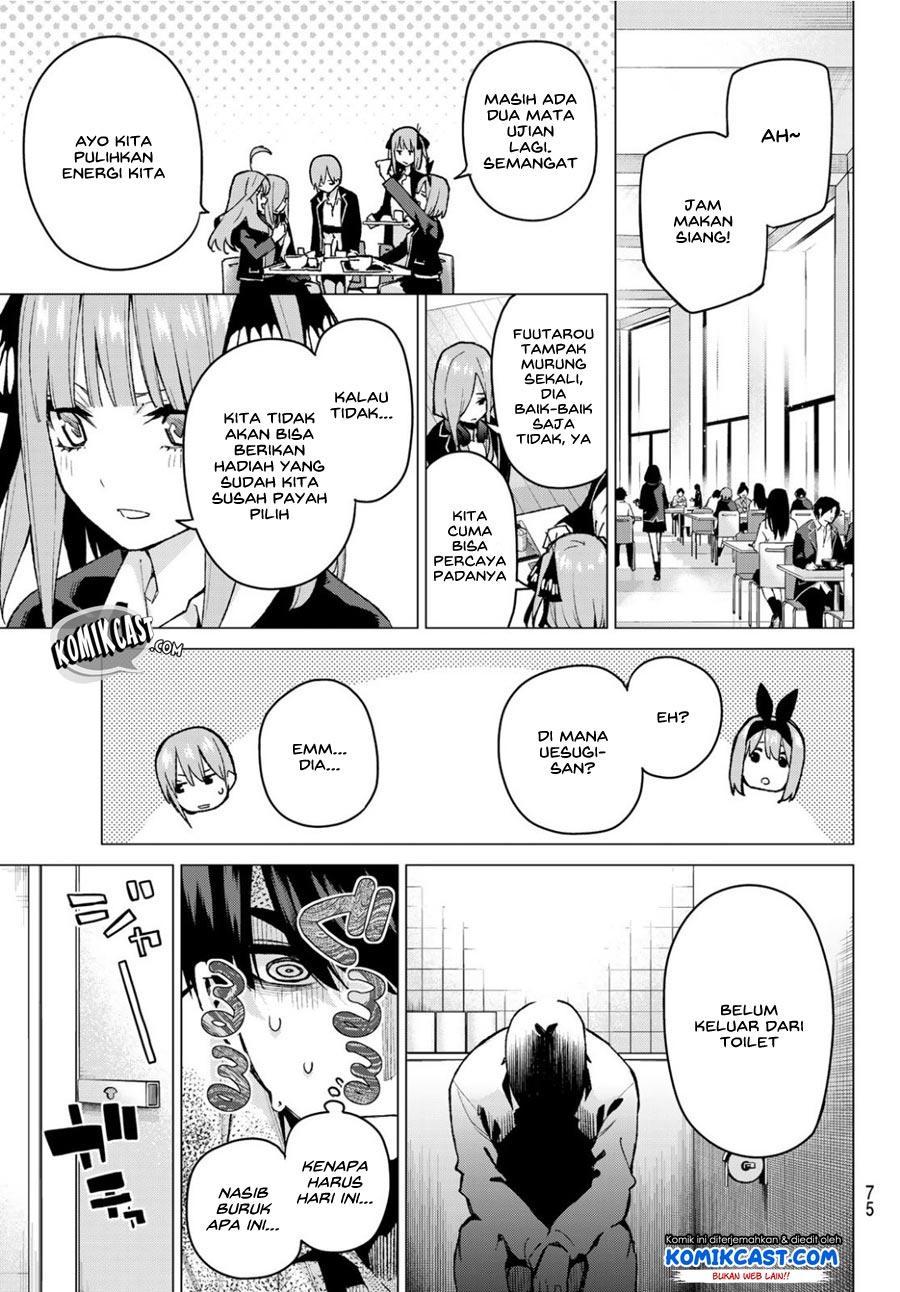 AH~
JAM
MAKAN
SIANG!
MASIH ADA
DUA MATA
UJIAN
LAGI.
SEMANGAT
AYO KITA
PULIHKAN
ENERGI KITA
FUUTAROU
TAMPAK
MURUNG
SEKALI,
DIA
BAIK-BAIK
SAJA
TIDAK, YA
KITA
CUMA
BISA
PERCAYA
PADANYA
KALAU
TIDAK...
KITA TIDAK
AKAN BISA
BERIKAN
HADIAH YANG
SUDAH KITA
SUSAH PAYAH
PILIH
KOMIKCAST
.COM
EH?
DI MANA
UESUGI-
SAN?
EMM...
DIA...
BELUM
KELUAR DARI
TOILET
KENAPA
HARUS
HARI INI...
NASIB
BURUK
APA INI...
ジャー
75
Komik ini diterjemahkan & diedit oleh
KOMIKCAST.COM
BUKAN WEB LAIN!!